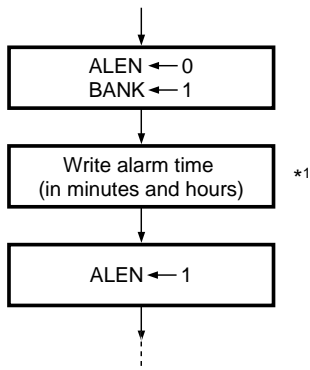 ALEN ← 0
BANK ← 1
Write alarm time
(in minutes and hours)
*1
ALEN ← 1